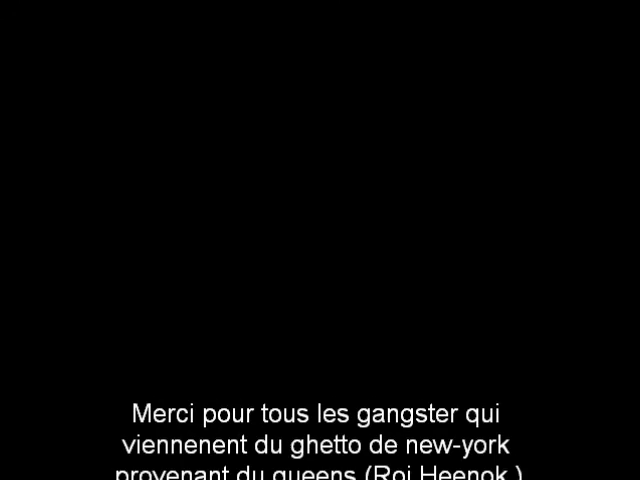 Merci pour tous les gangster qui
viennenent du ghetto de new-york
provenant du queens (Roi Heenok )